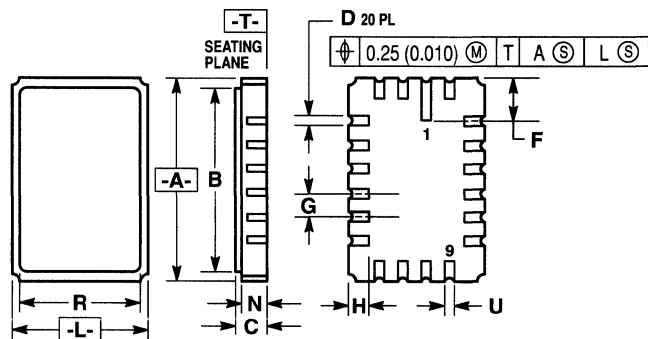 -T-
D 20 PL
SEATING
PLANE
⌖ 0.25 (0.010) Ⓜ T A Ⓢ L Ⓢ
1
F
-A-
B
G
9
R
N
H
U
-L-
C